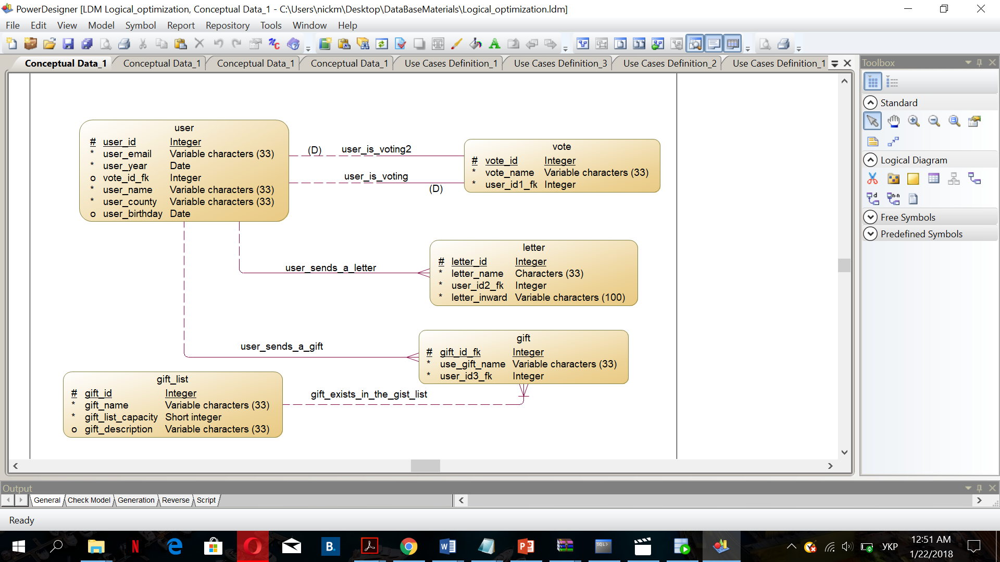 PowerDesigner [LDM Logical_optimization, Conceptual Data_1 - C:\Users\nickm\Desktop\DataBaseMaterials\Logical_optimization.ldm]
File Edit View Model Symbol Report Repository Tools Window Help
Conceptual Data_1 Conceptual Data_1 Conceptual Data_1 Conceptual Data_1 Use Cases Definition_1 Use Cases Definition_3 Use Cases Definition_2 Use Cases Definition_1
Toolbox
Standard
Logical Diagram
Free Symbols
Predefined Symbols
user
# user_id Integer
* user_email Variable characters (33)
* user_year Date
o vote_id_fk Integer
* user_name Variable characters (33)
* user_county Variable characters (33)
o user_birthday Date
(D) user_is_voting2
user_is_voting
(D)
vote
# vote_id Integer
* vote_name Variable characters (33)
* user_id1_fk Integer
user_sends_a_letter
letter
# letter_id Integer
* letter_name Characters (33)
* user_id2_fk Integer
* letter_inward Variable characters (100)
user_sends_a_gift
gift
# gift_id_fk Integer
* use_gift_name Variable characters (33)
* user_id3_fk Integer
gift_list
# gift_id Integer
* gift_name Variable characters (33)
* gift_list_capacity Short integer
o gift_description Variable characters (33)
gift_exists_in_the_gist_list
Output
General Check Model Generation Reverse Script
Ready
B.
SQL>
УКР
12:51 AM
1/22/2018